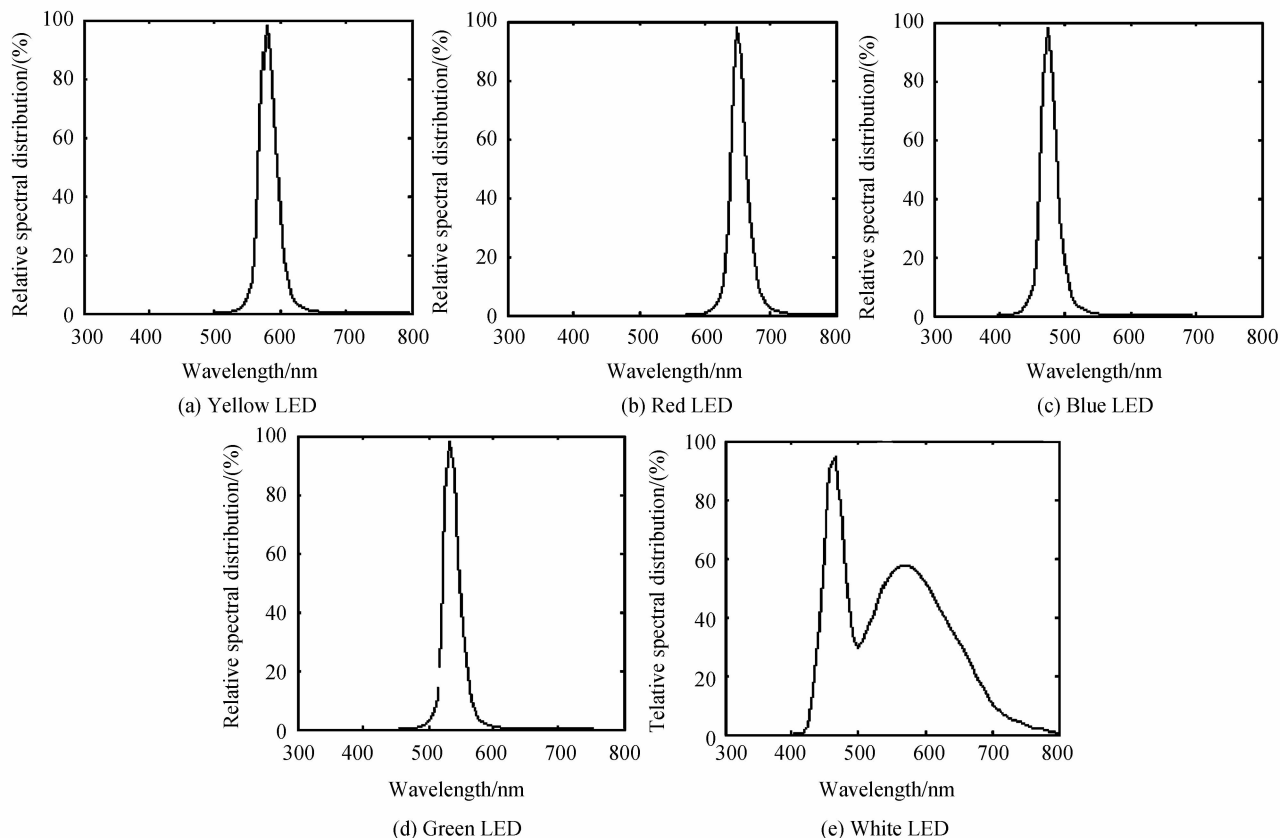 Relative spectral distribution/(%)
100
80
60
40
20
0
300 400 500 600 700 800
Wavelength/nm
(a) Yellow LED
Relative spectral distribution/(%)
100
80
60
40
20
0
300 400 500 600 700 800
Wavelength/nm
(b) Red LED
Relative spectral distribution/(%)
100
80
60
40
20
0
300 400 500 600 700 800
Wavelength/nm
(c) Blue LED
Relative spectral distribution/(%)
100
80
60
40
20
0
300 400 500 600 700 800
Wavelength/nm
(d) Green LED
Telative spectral distribution/(%)
100
80
60
40
20
0
300 400 500 600 700 800
Wavelength/nm
(e) White LED